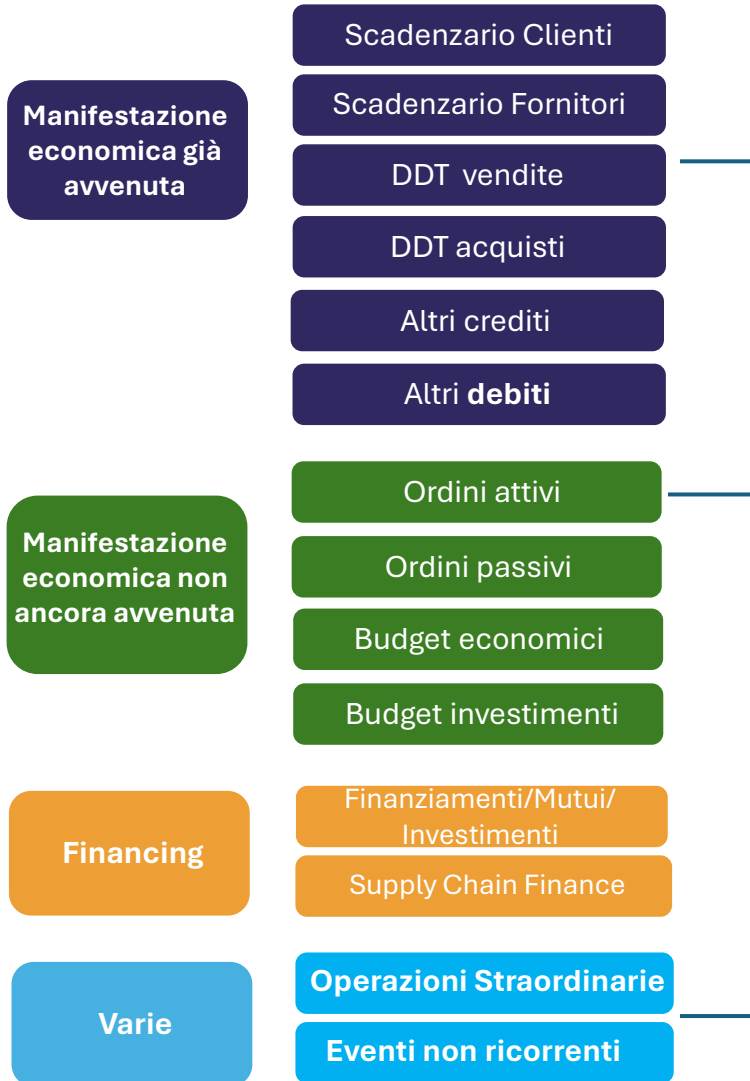 Manifestazione
economica già
avvenuta
Scadenzario Clienti
Scadenzario Fornitori
DDT vendite
DDT acquisti
Altri crediti
Altri debiti
Manifestazione
economica non
ancora avvenuta
Ordini attivi
Ordini passivi
Budget economici
Budget investimenti
Financing
Finanziamenti/Mutui/
Investimenti
Supply Chain Finance
Varie
Operazioni Straordinarie
Eventi non ricorrenti